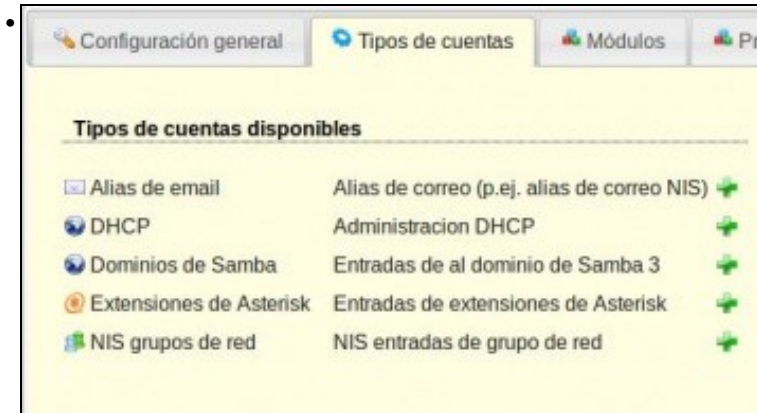 Configuración general Tipos de cuentas Módulos Pr
Tipos de cuentas disponibles
Alias de email Alias de correo (p.ej. alias de correo NIS)
DHCP Administracion DHCP
Dominios de Samba Entradas de al dominio de Samba 3
Extensiones de Asterisk Entradas de extensiones de Asterisk
NIS grupos de red NIS entradas de grupo de red